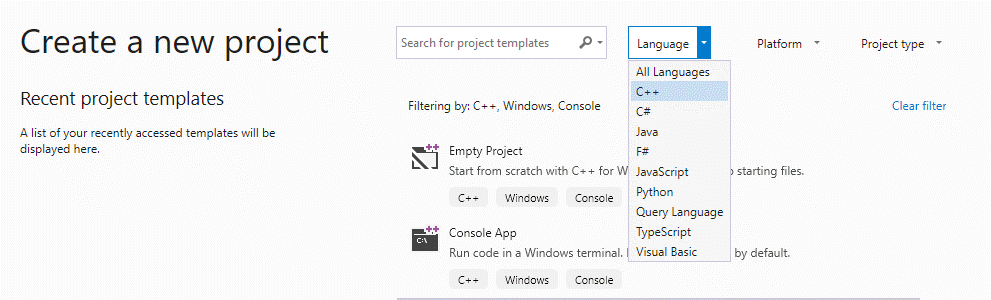 Create a new project
Search for project templates
Language
Platform
Project type
Recent project templates
A list of your recently accessed templates will be
displayed here.
All Languages
C++
C#
Java
F#
JavaScript
Python
Query Language
TypeScript
Visual Basic
Filtering by: C++, Windows, Console
Clear filter
Empty Project
Start from scratch with C++ for starting files.
C++ Windows Console
C:\
Console App
Run code in a Windows terminal. by default.
C++ Windows Console